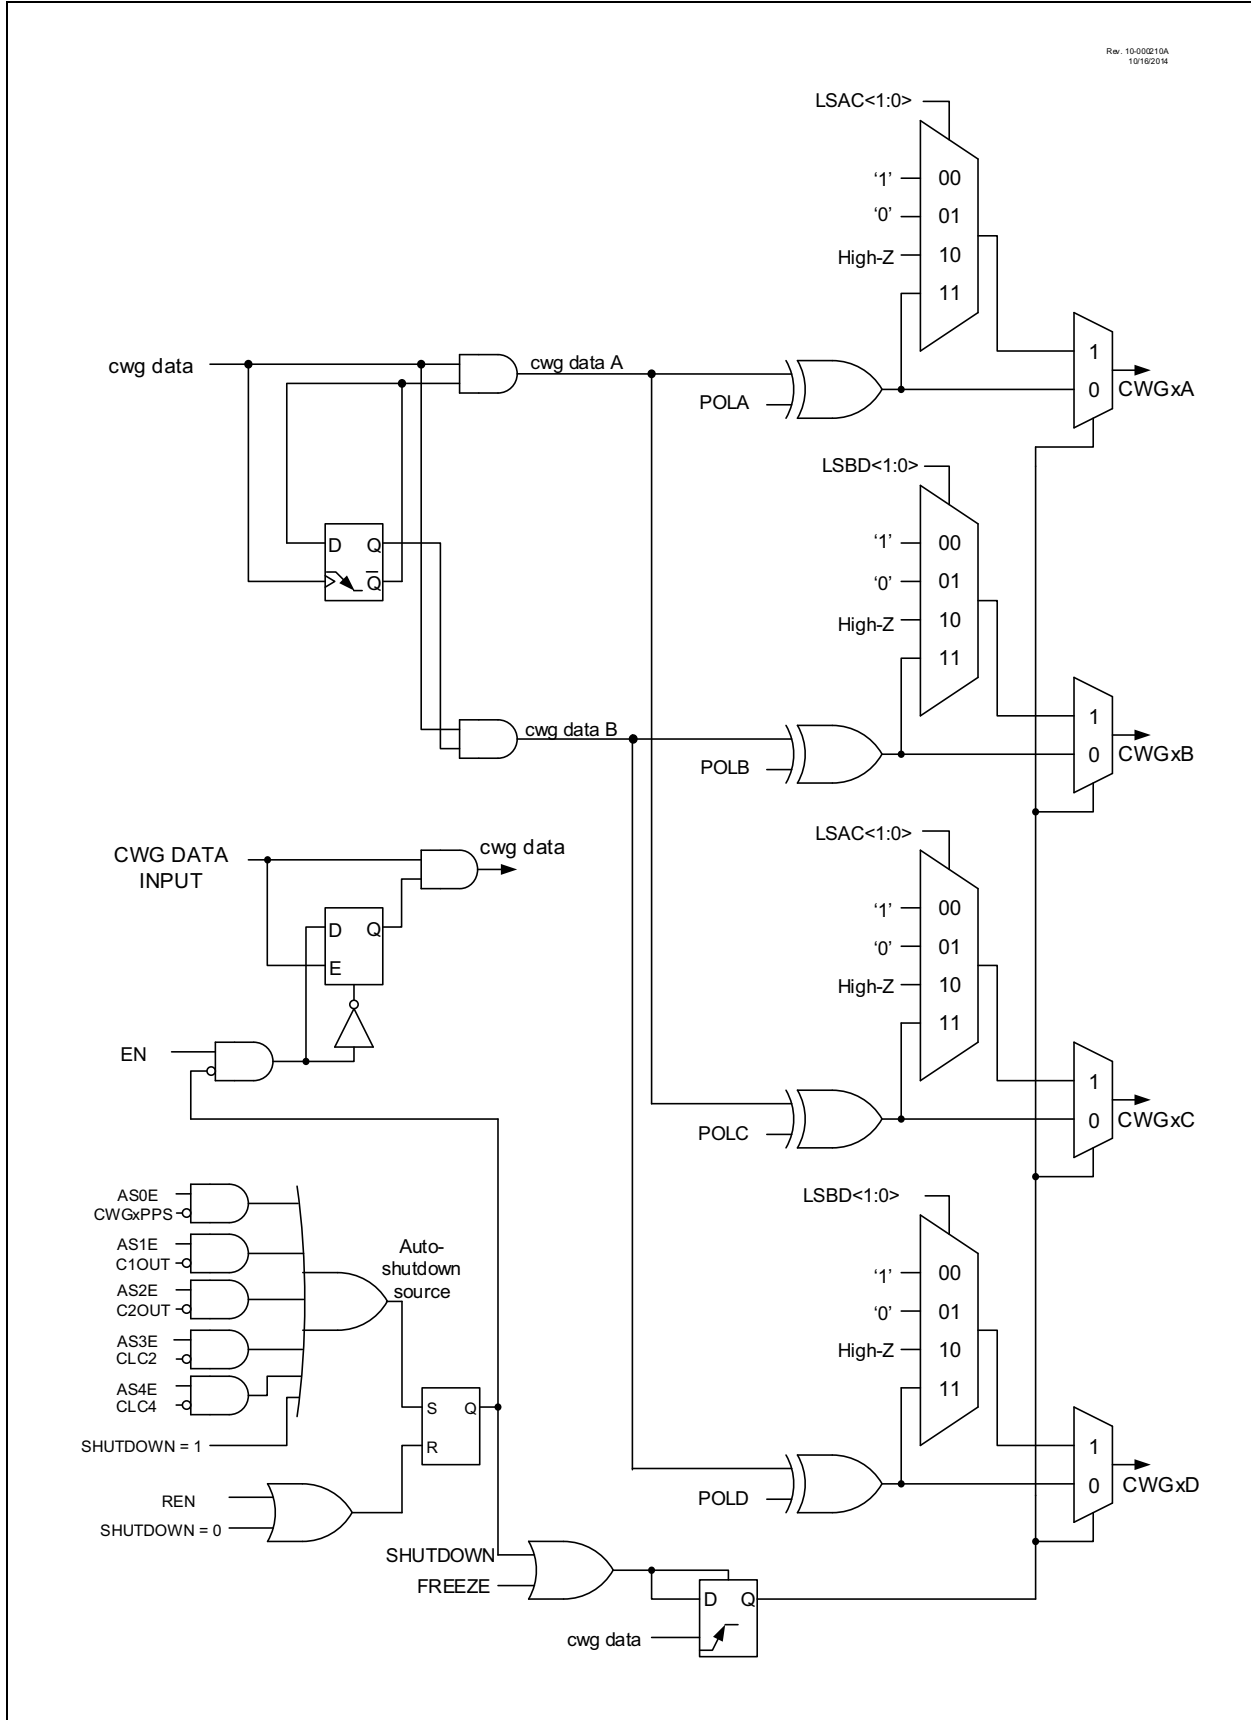 Rev. 10-000210A
10/16/2014
LSAC<1:0>
‘1’
00
‘0’
01
High-Z
10
11
cwg data
cwg data A
POLA
1
0
CWGxA
LSBD<1:0>
‘1’
00
‘0’
01
High-Z
10
11
D
Q
Q
cwg data B
POLB
1
0
CWGxB
CWG DATA
INPUT
cwg data
D
Q
E
EN
LSAC<1:0>
‘1’
00
‘0’
01
High-Z
10
11
POLC
1
0
CWGxC
AS0E
CWGxPPS
AS1E
C1OUT
AS2E
C2OUT
AS3E
CLC2
AS4E
CLC4
SHUTDOWN = 1
Auto-
shutdown
source
S
Q
R
REN
SHUTDOWN = 0
LSBD<1:0>
‘1’
00
‘0’
01
High-Z
10
11
POLD
1
0
CWGxD
SHUTDOWN
FREEZE
D
Q
cwg data